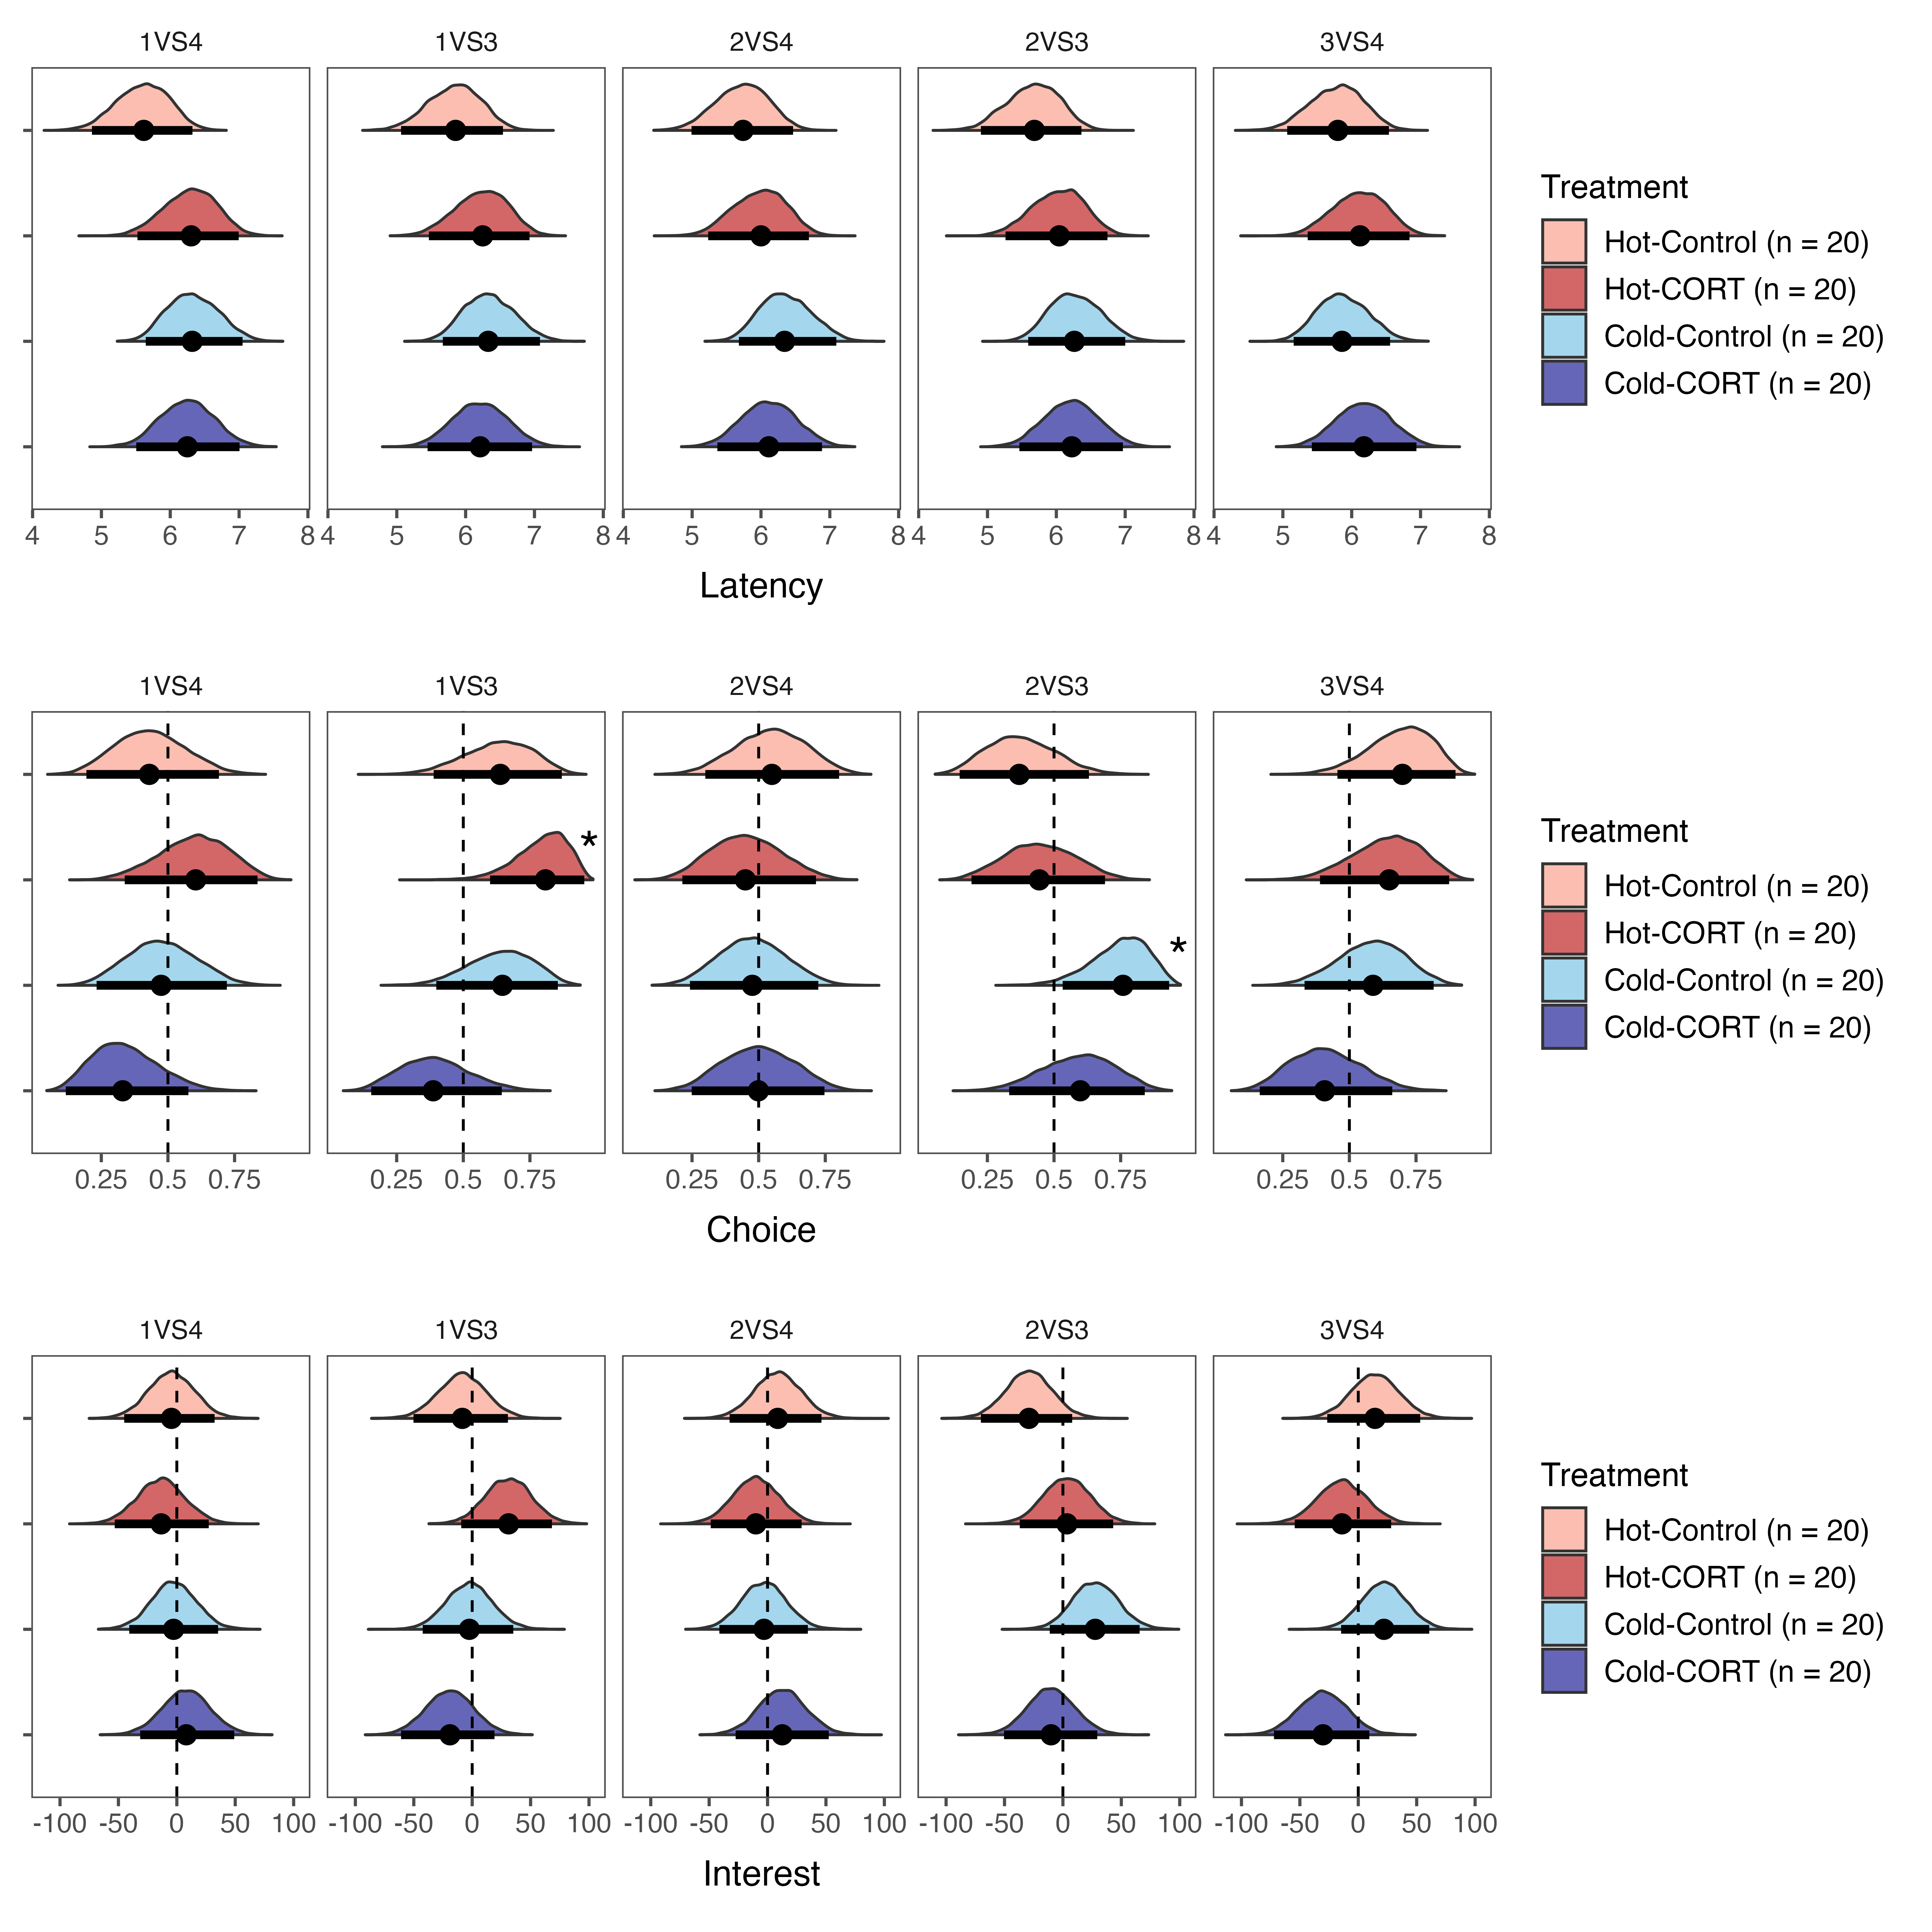 1VS4 1VS3 2VS4 2VS3 3VS4
Treatment
Hot-Control (n = 20)
Hot-CORT (n = 20)
Cold-Control (n = 20)
Cold-CORT (n = 20)
4 5 6 7 8 4 5 6 7 8 4 5 6 7 8 4 5 6 7 8
5 6 7 8
Latency
1VS4 1VS3 2VS4 2VS3 3VS4
*
*
Treatment
Hot-Control (n = 20)
Hot-CORT (n = 20)
Cold-Control (n = 20)
Cold-CORT (n = 20)
0.25 0.5 0.75 0.25 0.5 0.75 0.25 0.5 0.75 0.25 0.5 0.75 0.25 0.5 0.75
Choice
1VS4 1VS3 2VS4 2VS3 3VS4
Treatment
Hot-Control (n = 20)
Hot-CORT (n = 20)
Cold-Control (n = 20)
Cold-CORT (n = 20)
-100 -50 0 50 100 -100 -50 0 50 100 -100 -50 0 50 100 -100 -50 0 50 100 -100 -50 0 50 100
Interest